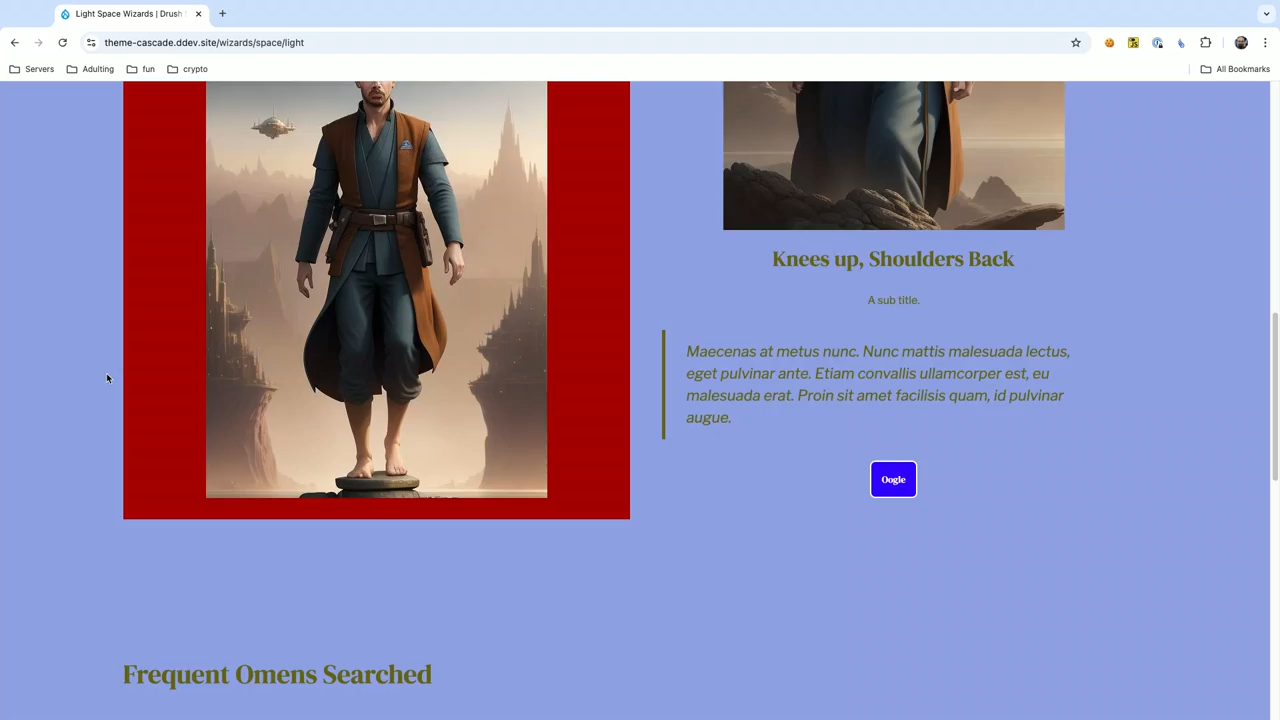 Light Space Wizards | Drush
theme-cascade.ddev.site/wizards/space/light
Servers
Adulting
fun
crypto
All Bookmarks
Knees up, Shoulders Back
A sub title.
Maecenas at metus nunc. Nunc mattis malesuada lectus,
eget pulvinar ante. Etiam convallis ullamcorper est, eu
malesuada erat. Proin sit amet facilisis quam, id pulvinar
augue.
Oogle
Frequent Omens Searched